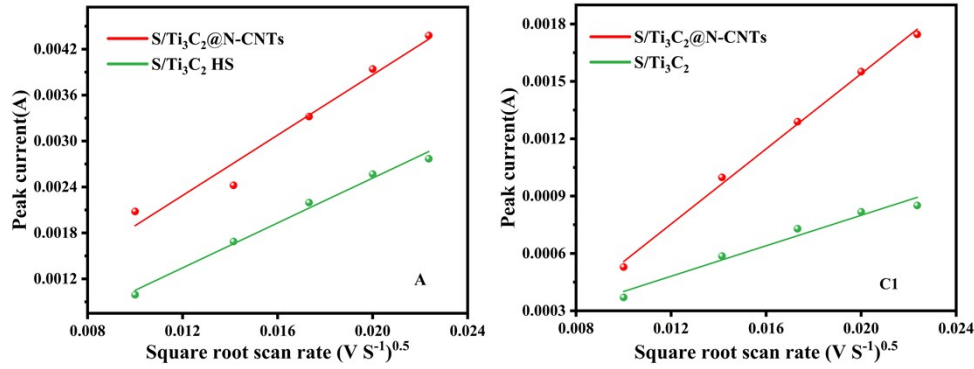 S/Ti₃C₂@N-CNTs
S/Ti₃C₂ HS
Peak current(A)
0.0042
0.0036
0.0030
0.0024
0.0018
0.0012
A
0.008 0.012 0.016 0.020 0.024
Square root scan rate (V S⁻¹)⁰·⁵
S/Ti₃C₂@N-CNTs
S/Ti₃C₂
Peak current(A)
0.0018
0.0015
0.0012
0.0009
0.0006
0.0003
C1
0.008 0.012 0.016 0.020 0.024
Square root scan rate (V S⁻¹)⁰·⁵